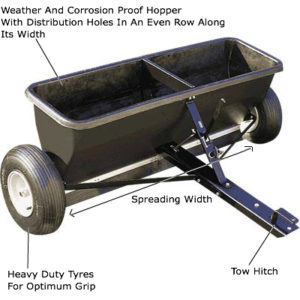 Weather And Corrosion Proof Hopper
With Distribution Holes In An Even Row Along
Its Width
Spreading Width
Heavy Duty Tyres
For Optimum Grip
Tow Hitch